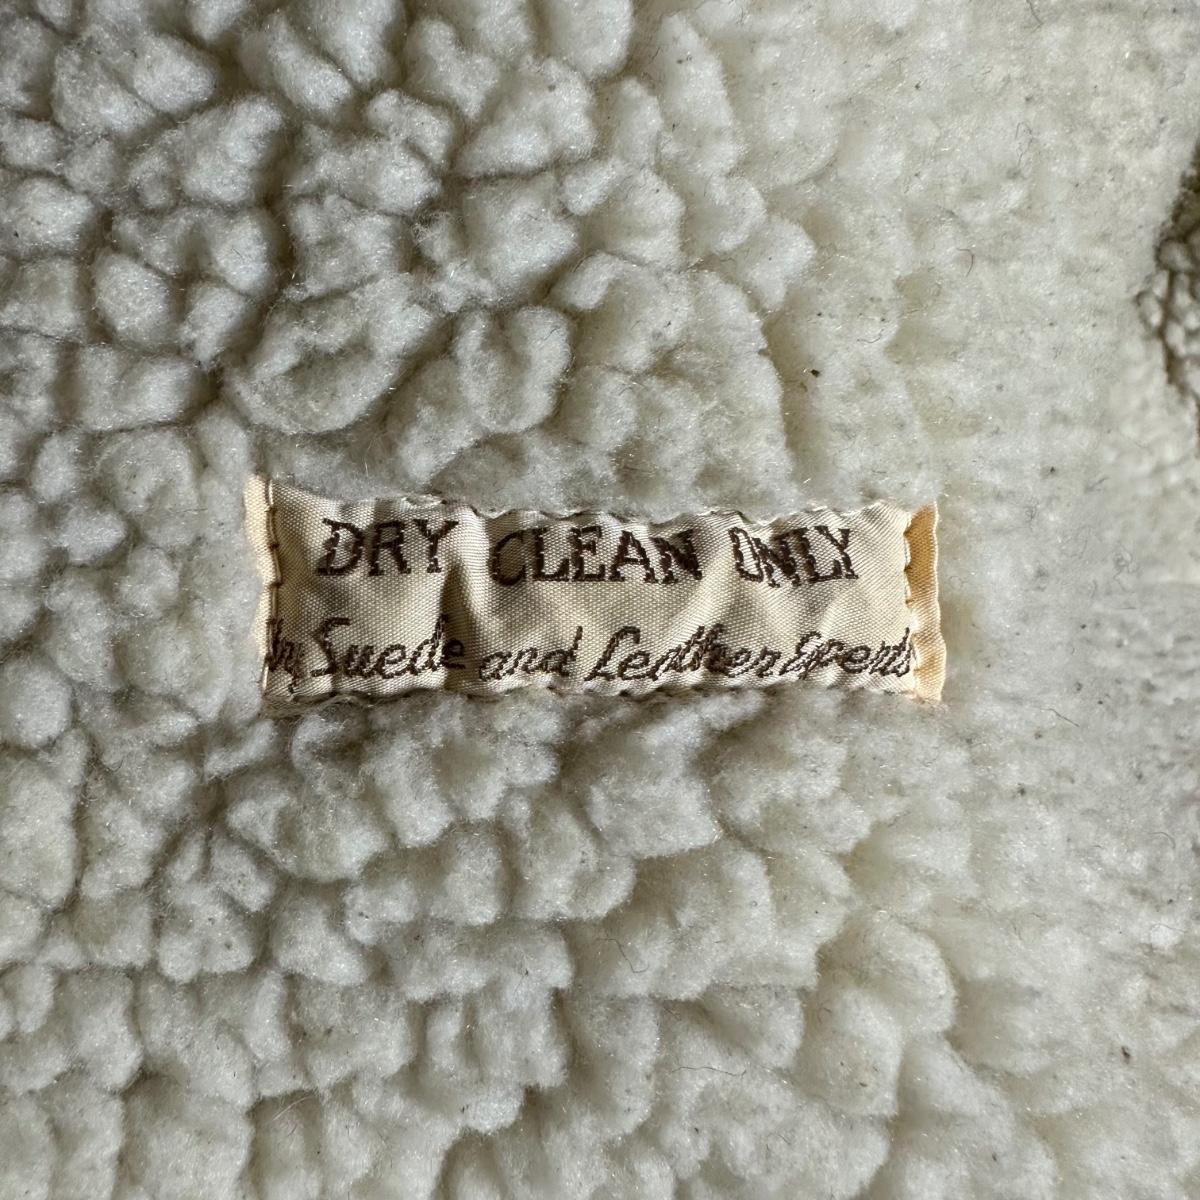 DRY CLEAN ONLY
By Suede and Leather Experts